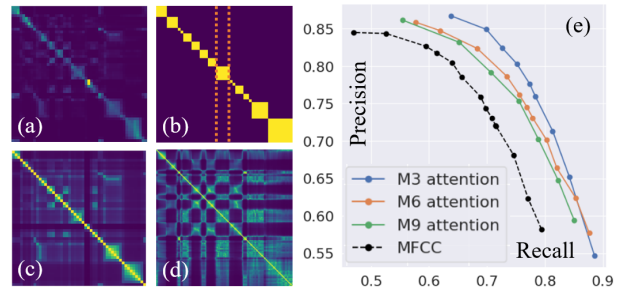 (a)
(b)
(c)
(d)
(e)
Precision
0.85
0.80
0.75
0.70
0.65
0.60
0.55
M3 attention
M6 attention
M9 attention
MFCC
Recall
0.5 0.6 0.7 0.8 0.9